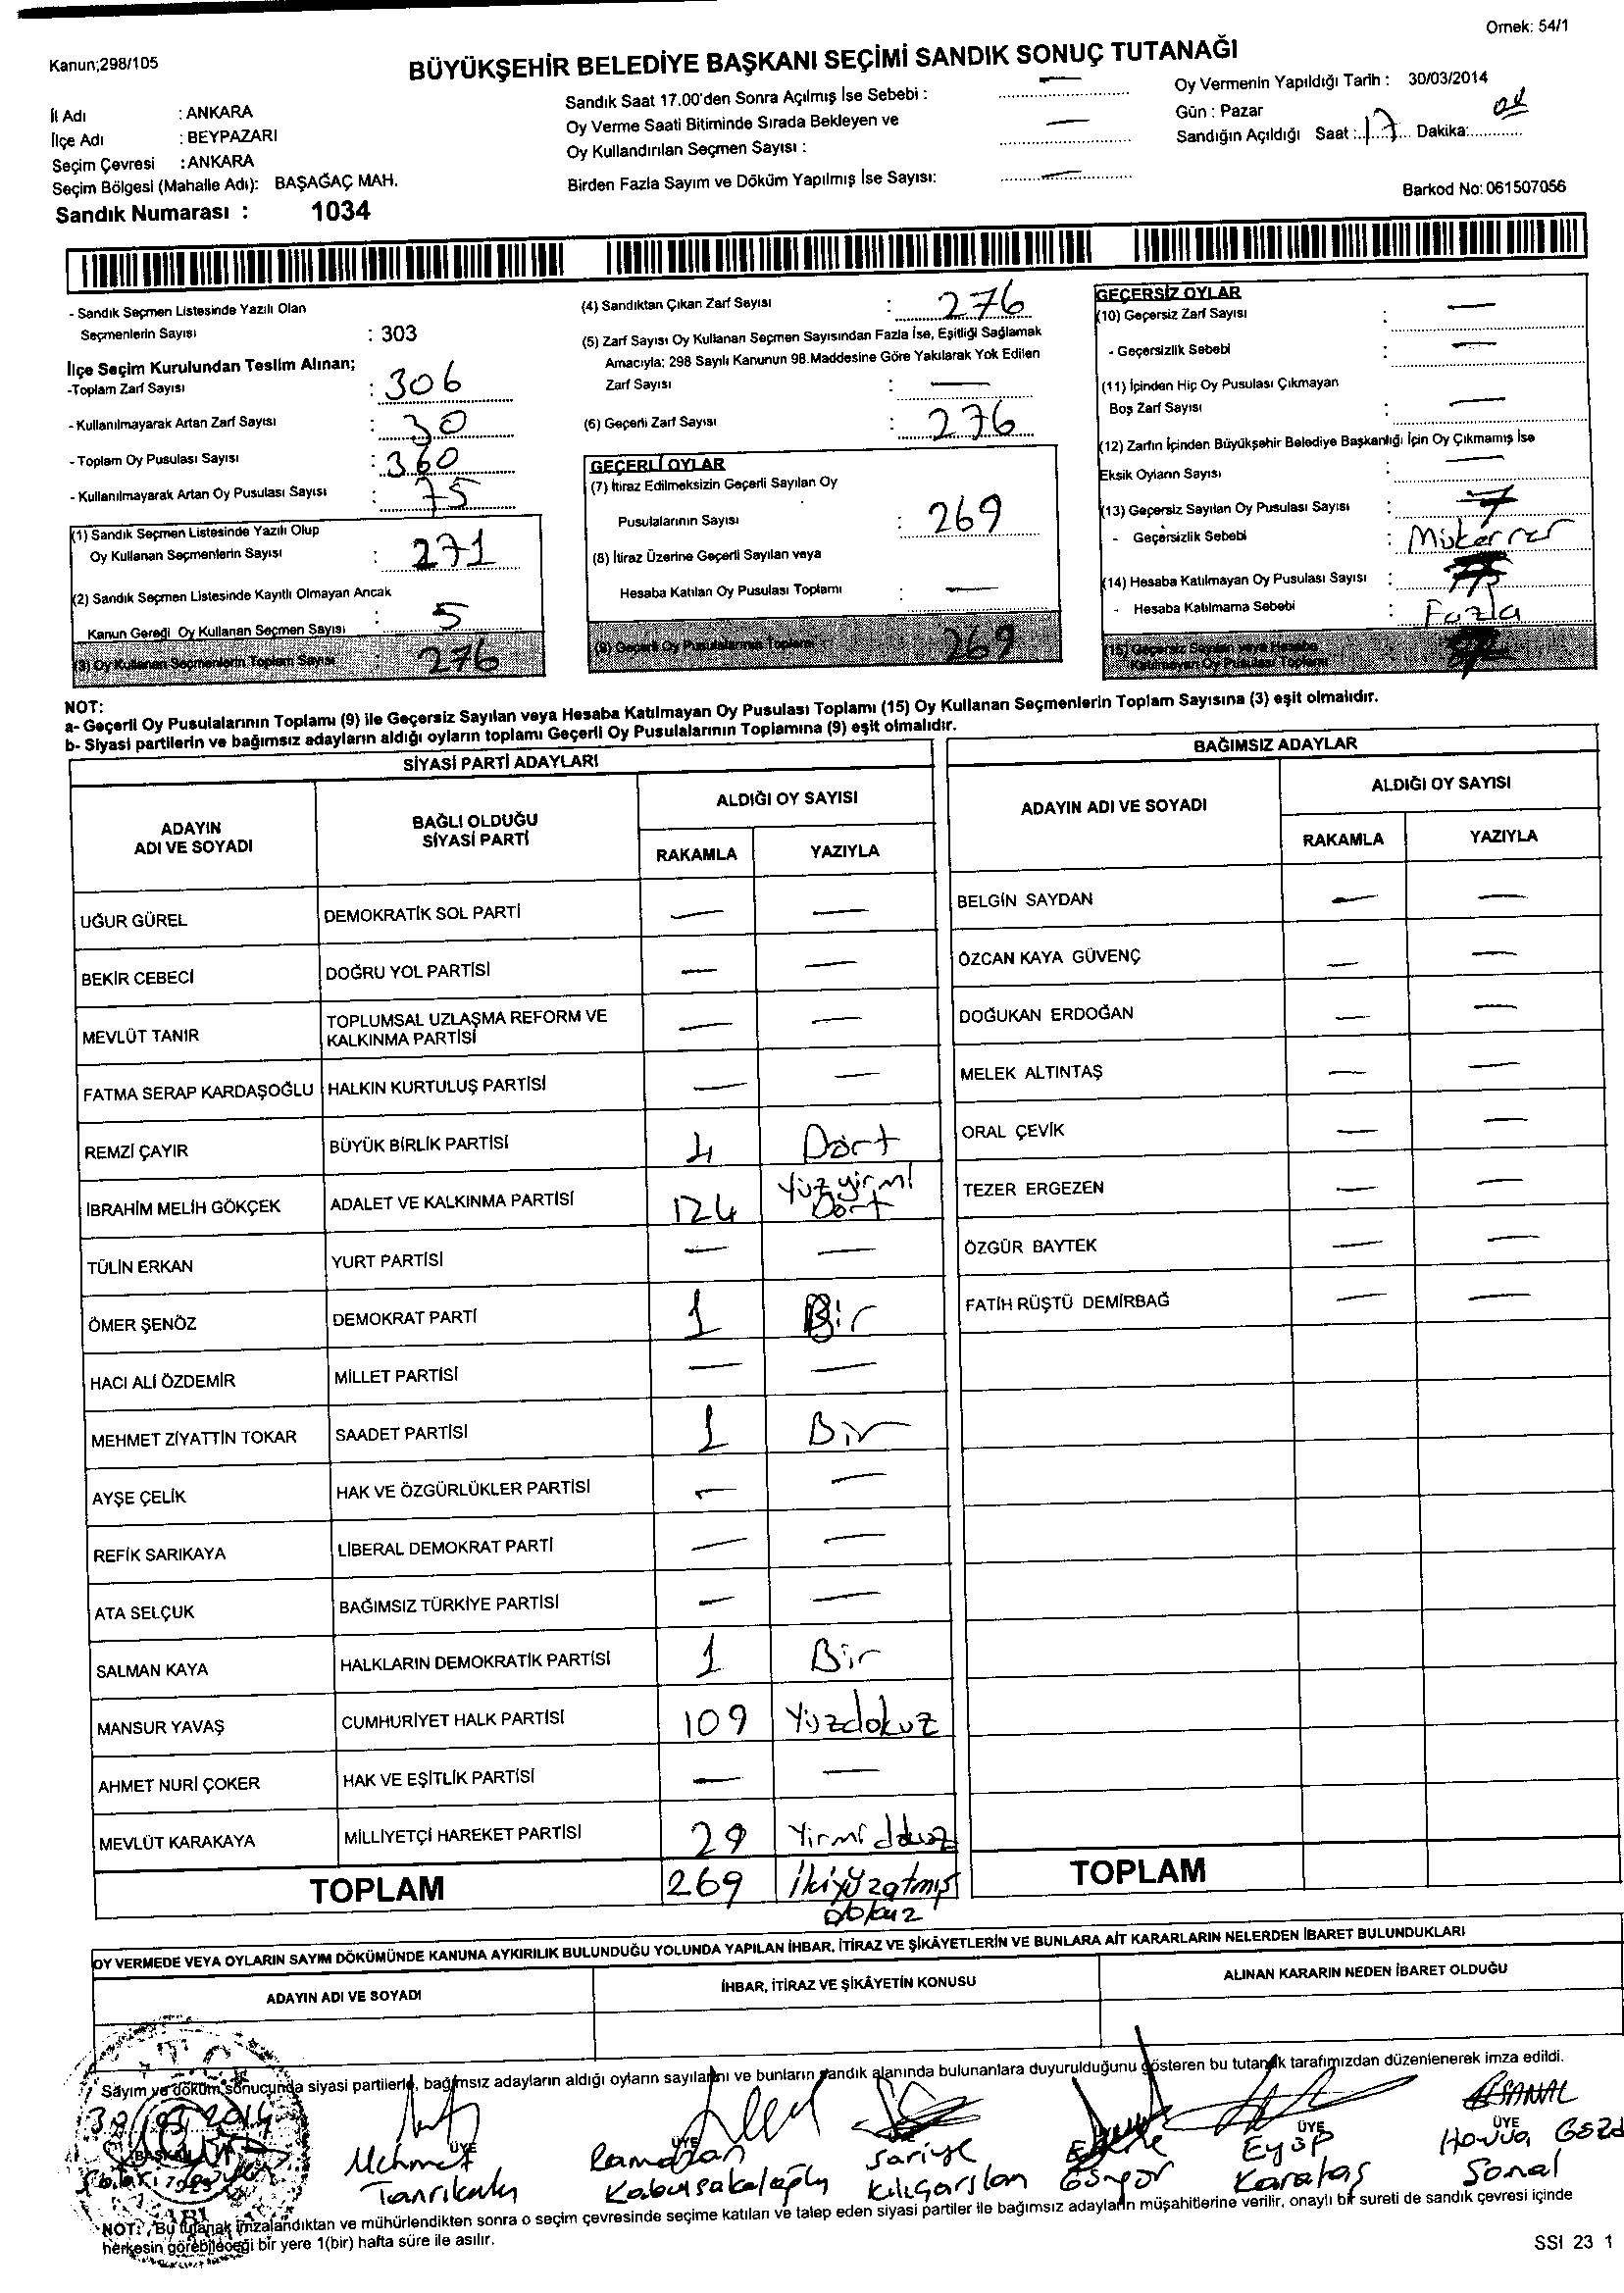 Ornek: 54/1
Kanun;298/105
BÜYÜKŞEHİR BELEDİYE BAŞKANI SEÇİMİ SANDIK SONUÇ TUTANAĞI
İl Adı : ANKARA
İlçe Adı : BEYPAZARI
Seçim Çevresi : ANKARA
Seçim Bölgesi (Mahalle Adı): BAŞAĞAÇ MAH.
Sandık Numarası : 1034
Sandık Saat 17.00'den Sonra Açılmış İse Sebebi : —
Oy Verme Saati Bitiminde Sırada Bekleyen ve
Oy Kullandırılan Seçmen Sayısı : —
Birden Fazla Sayım ve Döküm Yapılmış İse Sayısı: —
Oy Vermenin Yapıldığı Tarih : 30/03/2014
Gün : Pazar
Sandığın Açıldığı Saat : 17 Dakika:
Barkod No: 061507056
- Sandık Seçmen Listesinde Yazılı Olan
Seçmenlerin Sayısı : 303
İlçe Seçim Kurulundan Teslim Alınan;
-Toplam Zarf Sayısı : 306
- Kullanılmayarak Artan Zarf Sayısı : 30
- Toplam Oy Pusulası Sayısı : 360
- Kullanılmayarak Artan Oy Pusulası Sayısı : 75
(1) Sandık Seçmen Listesinde Yazılı Olup
Oy Kullanan Seçmenlerin Sayısı : 271
(2) Sandık Seçmen Listesinde Kayıtlı Olmayan Ancak
Kanun Gereği Oy Kullanan Seçmen Sayısı : 5
(3) Oy Kullanan Seçmenlerin Toplam Sayısı : 276
(4) Sandıktan Çıkan Zarf Sayısı : 276
(5) Zarf Sayısı Oy Kullanan Seçmen Sayısından Fazla İse, Eşitliği Sağlamak
Amacıyla; 298 Sayılı Kanunun 98.Maddesine Göre Yakılarak Yok Edilen
Zarf Sayısı : —
(6) Geçerli Zarf Sayısı : 276
GEÇERLİ OYLAR
(7) İtiraz Edilmeksizin Geçerli Sayılan Oy
Pusulalarının Sayısı : 269
(8) İtiraz Üzerine Geçerli Sayılan veya
Hesaba Katılan Oy Pusulası Toplamı : —
(9) Geçerli Oy Pusulalarının Toplamı : 269
GEÇERSİZ OYLAR
(10) Geçersiz Zarf Sayısı : —
- Geçersizlik Sebebi : —
(11) İçinden Hiç Oy Pusulası Çıkmayan
Boş Zarf Sayısı : —
(12) Zarfın İçinden Büyükşehir Belediye Başkanlığı İçin Oy Çıkmamış İse
Eksik Oyların Sayısı : —
(13) Geçersiz Sayılan Oy Pusulası Sayısı : 7
- Geçersizlik Sebebi : Mükerrer
(14) Hesaba Katılmayan Oy Pusulası Sayısı :
- Hesaba Katılmama Sebebi : Fazla
(15) Geçersiz Sayılan veya Hesaba
Katılmayan Oy Pusulası Toplamı
NOT:
a- Geçerli Oy Pusulalarının Toplamı (9) ile Geçersiz Sayılan veya Hesaba Katılmayan Oy Pusulası Toplamı (15) Oy Kullanan Seçmenlerin Toplam Sayısına (3) eşit olmalıdır.
b- Siyasi partilerin ve bağımsız adayların aldığı oyların toplamı Geçerli Oy Pusulalarının Toplamına (9) eşit olmalıdır.
SİYASİ PARTİ ADAYLARI
ADAYIN ADI VE SOYADI
BAĞLI OLDUĞU SİYASİ PARTİ
ALDIĞI OY SAYISI
RAKAMLA YAZIYLA
UĞUR GÜREL DEMOKRATİK SOL PARTİ — —
BEKİR CEBECİ DOĞRU YOL PARTİSİ — —
MEVLÜT TANIR TOPLUMSAL UZLAŞMA REFORM VE KALKINMA PARTİSİ — —
FATMA SERAP KARDAŞOĞLU HALKIN KURTULUŞ PARTİSİ — —
REMZİ ÇAYIR BÜYÜK BİRLİK PARTİSİ 4 Dört
İBRAHİM MELİH GÖKÇEK ADALET VE KALKINMA PARTİSİ 124 Yüzyirmi Dört
TÜLİN ERKAN YURT PARTİSİ — —
ÖMER ŞENÖZ DEMOKRAT PARTİ 1 Bir
HACI ALİ ÖZDEMİR MİLLET PARTİSİ — —
MEHMET ZİYATTİN TOKAR SAADET PARTİSİ 1 Bir
AYŞE ÇELİK HAK VE ÖZGÜRLÜKLER PARTİSİ — —
REFİK SARIKAYA LİBERAL DEMOKRAT PARTİ — —
ATA SELÇUK BAĞIMSIZ TÜRKİYE PARTİSİ — —
SALMAN KAYA HALKLARIN DEMOKRATİK PARTİSİ 1 Bir
MANSUR YAVAŞ CUMHURİYET HALK PARTİSİ 109 Yüzdokuz
AHMET NURİ ÇOKER HAK VE EŞİTLİK PARTİSİ — —
MEVLÜT KARAKAYA MİLLİYETÇİ HAREKET PARTİSİ 29 Yirmi dokuz
TOPLAM 269 İkiyüzatmış dokuz
BAĞIMSIZ ADAYLAR
ADAYIN ADI VE SOYADI
ALDIĞI OY SAYISI
RAKAMLA YAZIYLA
BELGİN SAYDAN — —
ÖZCAN KAYA GÜVENÇ — —
DOĞUKAN ERDOĞAN — —
MELEK ALTINTAŞ — —
ORAL ÇEVİK — —
TEZER ERGEZEN — —
ÖZGÜR BAYTEK — —
FATİH RÜŞTÜ DEMİRBAĞ — —
TOPLAM
OY VERMEDE VEYA OYLARIN SAYIM DÖKÜMÜNDE KANUNA AYKIRILIK BULUNDUĞU YOLUNDA YAPILAN İHBAR, İTİRAZ VE ŞİKÂYETLERİN VE BUNLARA AİT KARARLARIN NELERDEN İBARET BULUNDUKLARI
ADAYIN ADI VE SOYADI
İHBAR, İTİRAZ VE ŞİKÂYETİN KONUSU
ALINAN KARARIN NEDEN İBARET OLDUĞU
Sayım ve döküm sonucunda siyasi partilerle, bağımsız adayların aldığı oyların sayılarını ve bunların sandık alanında bulunanlara duyurulduğunu gösteren bu tutanak tarafımızdan düzenlenerek imza edildi.
BAŞKAN ÜYE ÜYE ÜYE ÜYE
Mehmet Tanrıkulu
Ramazan
Sariye Kılıçarslan
Güngör
Eyüp Karataş
Havva
Sonal
NOT: Bu tutanak imzalandıktan ve mühürlendikten sonra o seçim çevresinde seçime katılan ve talep eden siyasi partiler ile bağımsız adayların müşahitlerine verilir, onaylı bir sureti de sandık çevresi içinde
herkesin görebileceği bir yere 1(bir) hafta süre ile asılır.
SSI 23 1